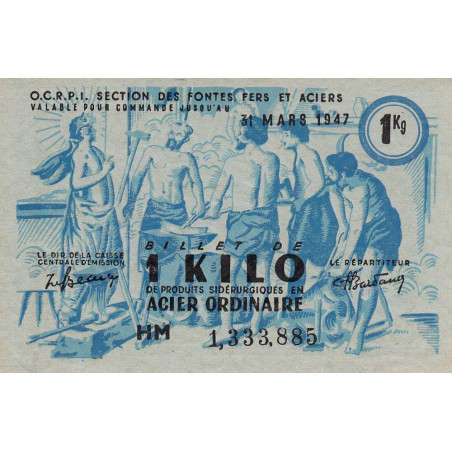 O.C.R.P.I. SECTION DES FONTES FERS ET ACIERS
VALABLE POUR COMMANDE JUSQU'AU
31 MARS 1947
1Kg
BILLET DE
1 KILO
DE PRODUITS SIDÉRURGIQUES EN
ACIER ORDINAIRE
LE DIR. DE LA CAISSE
CENTRALE D'ÉMISSION
LE RÉPARTITEUR
HM 1,333,885